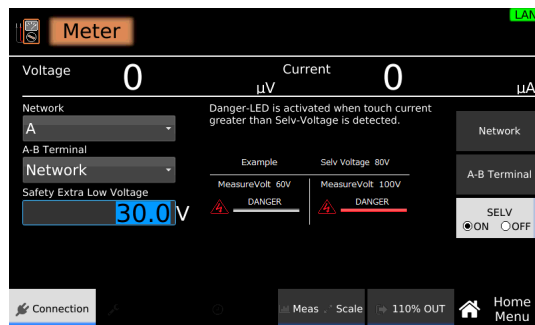 LAN
Meter
Voltage 0 µV Current 0 µA
Network
A
A-B Terminal
Network
Safety Extra Low Voltage
30.0 V
Danger-LED is activated when touch current
greater than Selv-Voltage is detected.
Example Selv Voltage 80V
MeasureVolt 60V MeasureVolt 100V
DANGER DANGER
Network
A-B Terminal
SELV
ON OFF
Connection Meas Scale 110% OUT Home
Menu